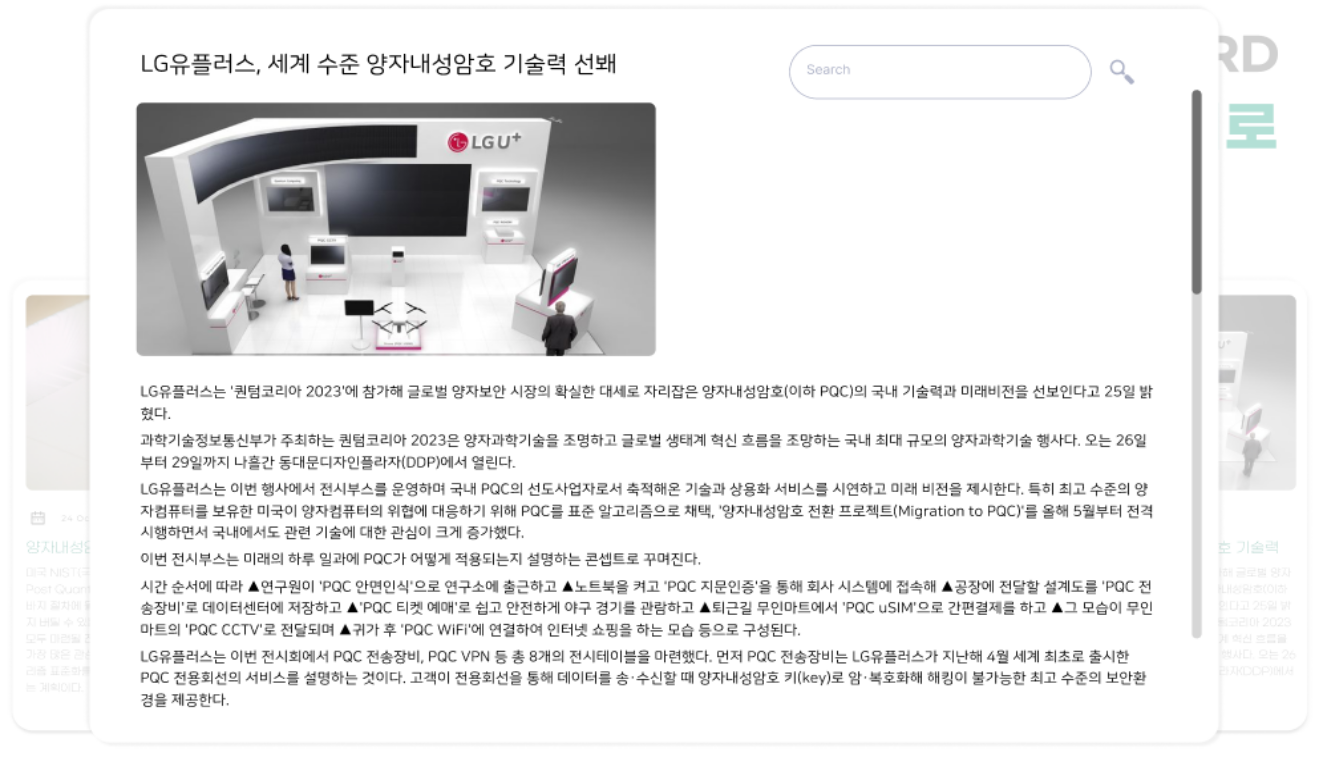 LG유플러스, 세계 수준 양자내성암호 기술력 선봬
Search
RD
로
LG U+
LG유플러스는 '퀀텀코리아 2023'에 참가해 글로벌 양자보안 시장의 확실한 대세로 자리잡은 양자내성암호(이하 PQC)의 국내 기술력과 미래비전을 선보인다고 25일 밝
혔다.
과학기술정보통신부가 주최하는 퀀텀코리아 2023은 양자과학기술을 조명하고 글로벌 생태계 혁신 흐름을 조망하는 국내 최대 규모의 양자과학기술 행사다. 오는 26일
부터 29일까지 나흘간 동대문디자인플라자(DDP)에서 열린다.
LG유플러스는 이번 행사에서 전시부스를 운영하며 국내 PQC의 선도사업자로서 축적해온 기술과 상용화 서비스를 시연하고 미래 비전을 제시한다. 특히 최고 수준의 양
자컴퓨터를 보유한 미국이 양자컴퓨터의 위협에 대응하기 위해 PQC를 표준 알고리즘으로 채택, '양자내성암호 전환 프로젝트(Migration to PQC)'를 올해 5월부터 전격
시행하면서 국내에서도 관련 기술에 대한 관심이 크게 증가했다.
이번 전시부스는 미래의 하루 일과에 PQC가 어떻게 적용되는지 설명하는 콘셉트로 꾸며진다.
시간 순서에 따라 ▲연구원이 'PQC 안면인식'으로 연구소에 출근하고 ▲노트북을 켜고 'PQC 지문인증'을 통해 회사 시스템에 접속해 ▲공장에 전달할 설계도를 'PQC 전
송장비'로 데이터센터에 저장하고 ▲'PQC 티켓 예매'로 쉽고 안전하게 야구 경기를 관람하고 ▲퇴근길 무인마트에서 'PQC uSIM'으로 간편결제를 하고 ▲그 모습이 무인
마트의 'PQC CCTV'로 전달되며 ▲귀가 후 'PQC WiFi'에 연결하여 인터넷 쇼핑을 하는 모습 등으로 구성된다.
LG유플러스는 이번 전시회에서 PQC 전송장비, PQC VPN 등 총 8개의 전시테이블을 마련했다. 먼저 PQC 전송장비는 LG유플러스가 지난해 4월 세계 최초로 출시한
PQC 전용회선의 서비스를 설명하는 것이다. 고객이 전용회선을 통해 데이터를 송·수신할 때 양자내성암호 키(key)로 암·복호화해 해킹이 불가능한 최고 수준의 보안환
경을 제공한다.